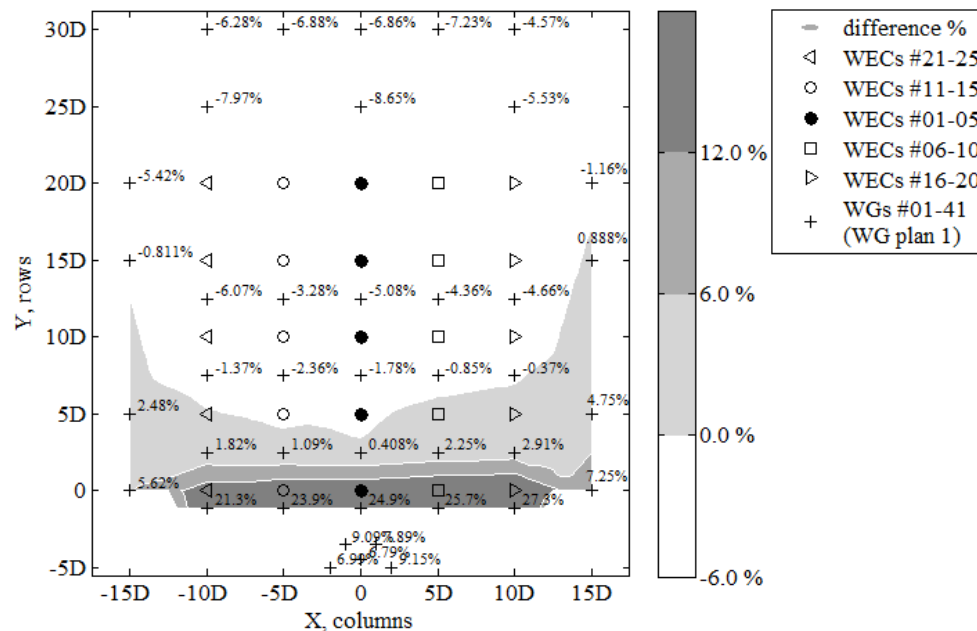 30D
-6.28%
-6.88%
-6.86%
-7.23%
-4.57%
25D
-7.97%
-8.65%
-5.53%
20D
-5.42%
-1.16%
15D
-0.811%
0.888%
-6.07%
-3.28%
-5.08%
-4.36%
-4.66%
10D
-1.37%
-2.36%
-1.78%
-0.85%
-0.37%
5D
2.48%
4.75%
1.82%
1.09%
0.408%
2.25%
2.91%
0
5.62%
7.25%
21.3%
23.9%
24.9%
25.7%
27.3%
9.09%
7.89%
6.79%
9.15%
-5D
-15D
-10D
-5D
0
5D
10D
15D
X, columns
Y, rows
12.0 %
6.0 %
0.0 %
-6.0 %
difference %
WECs #21-25
WECs #11-15
WECs #01-05
WECs #06-10
WECs #16-20
WGs #01-41
(WG plan 1)